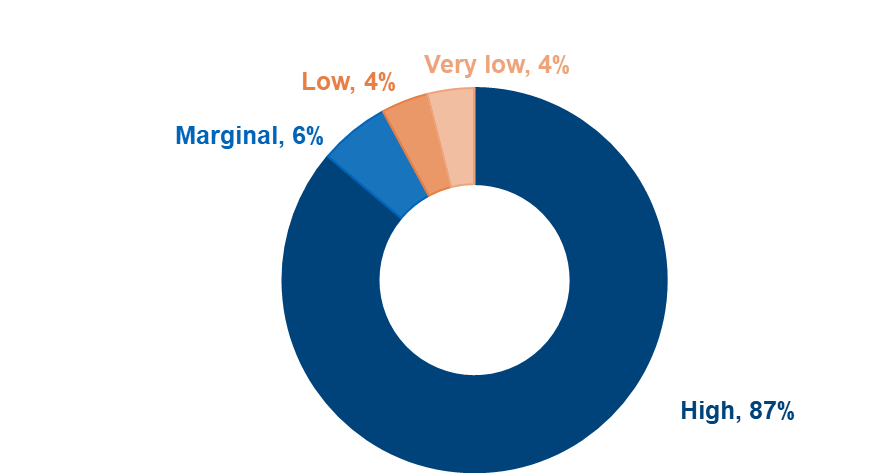 Very low, 4%
Low, 4%
Marginal, 6%
High, 87%